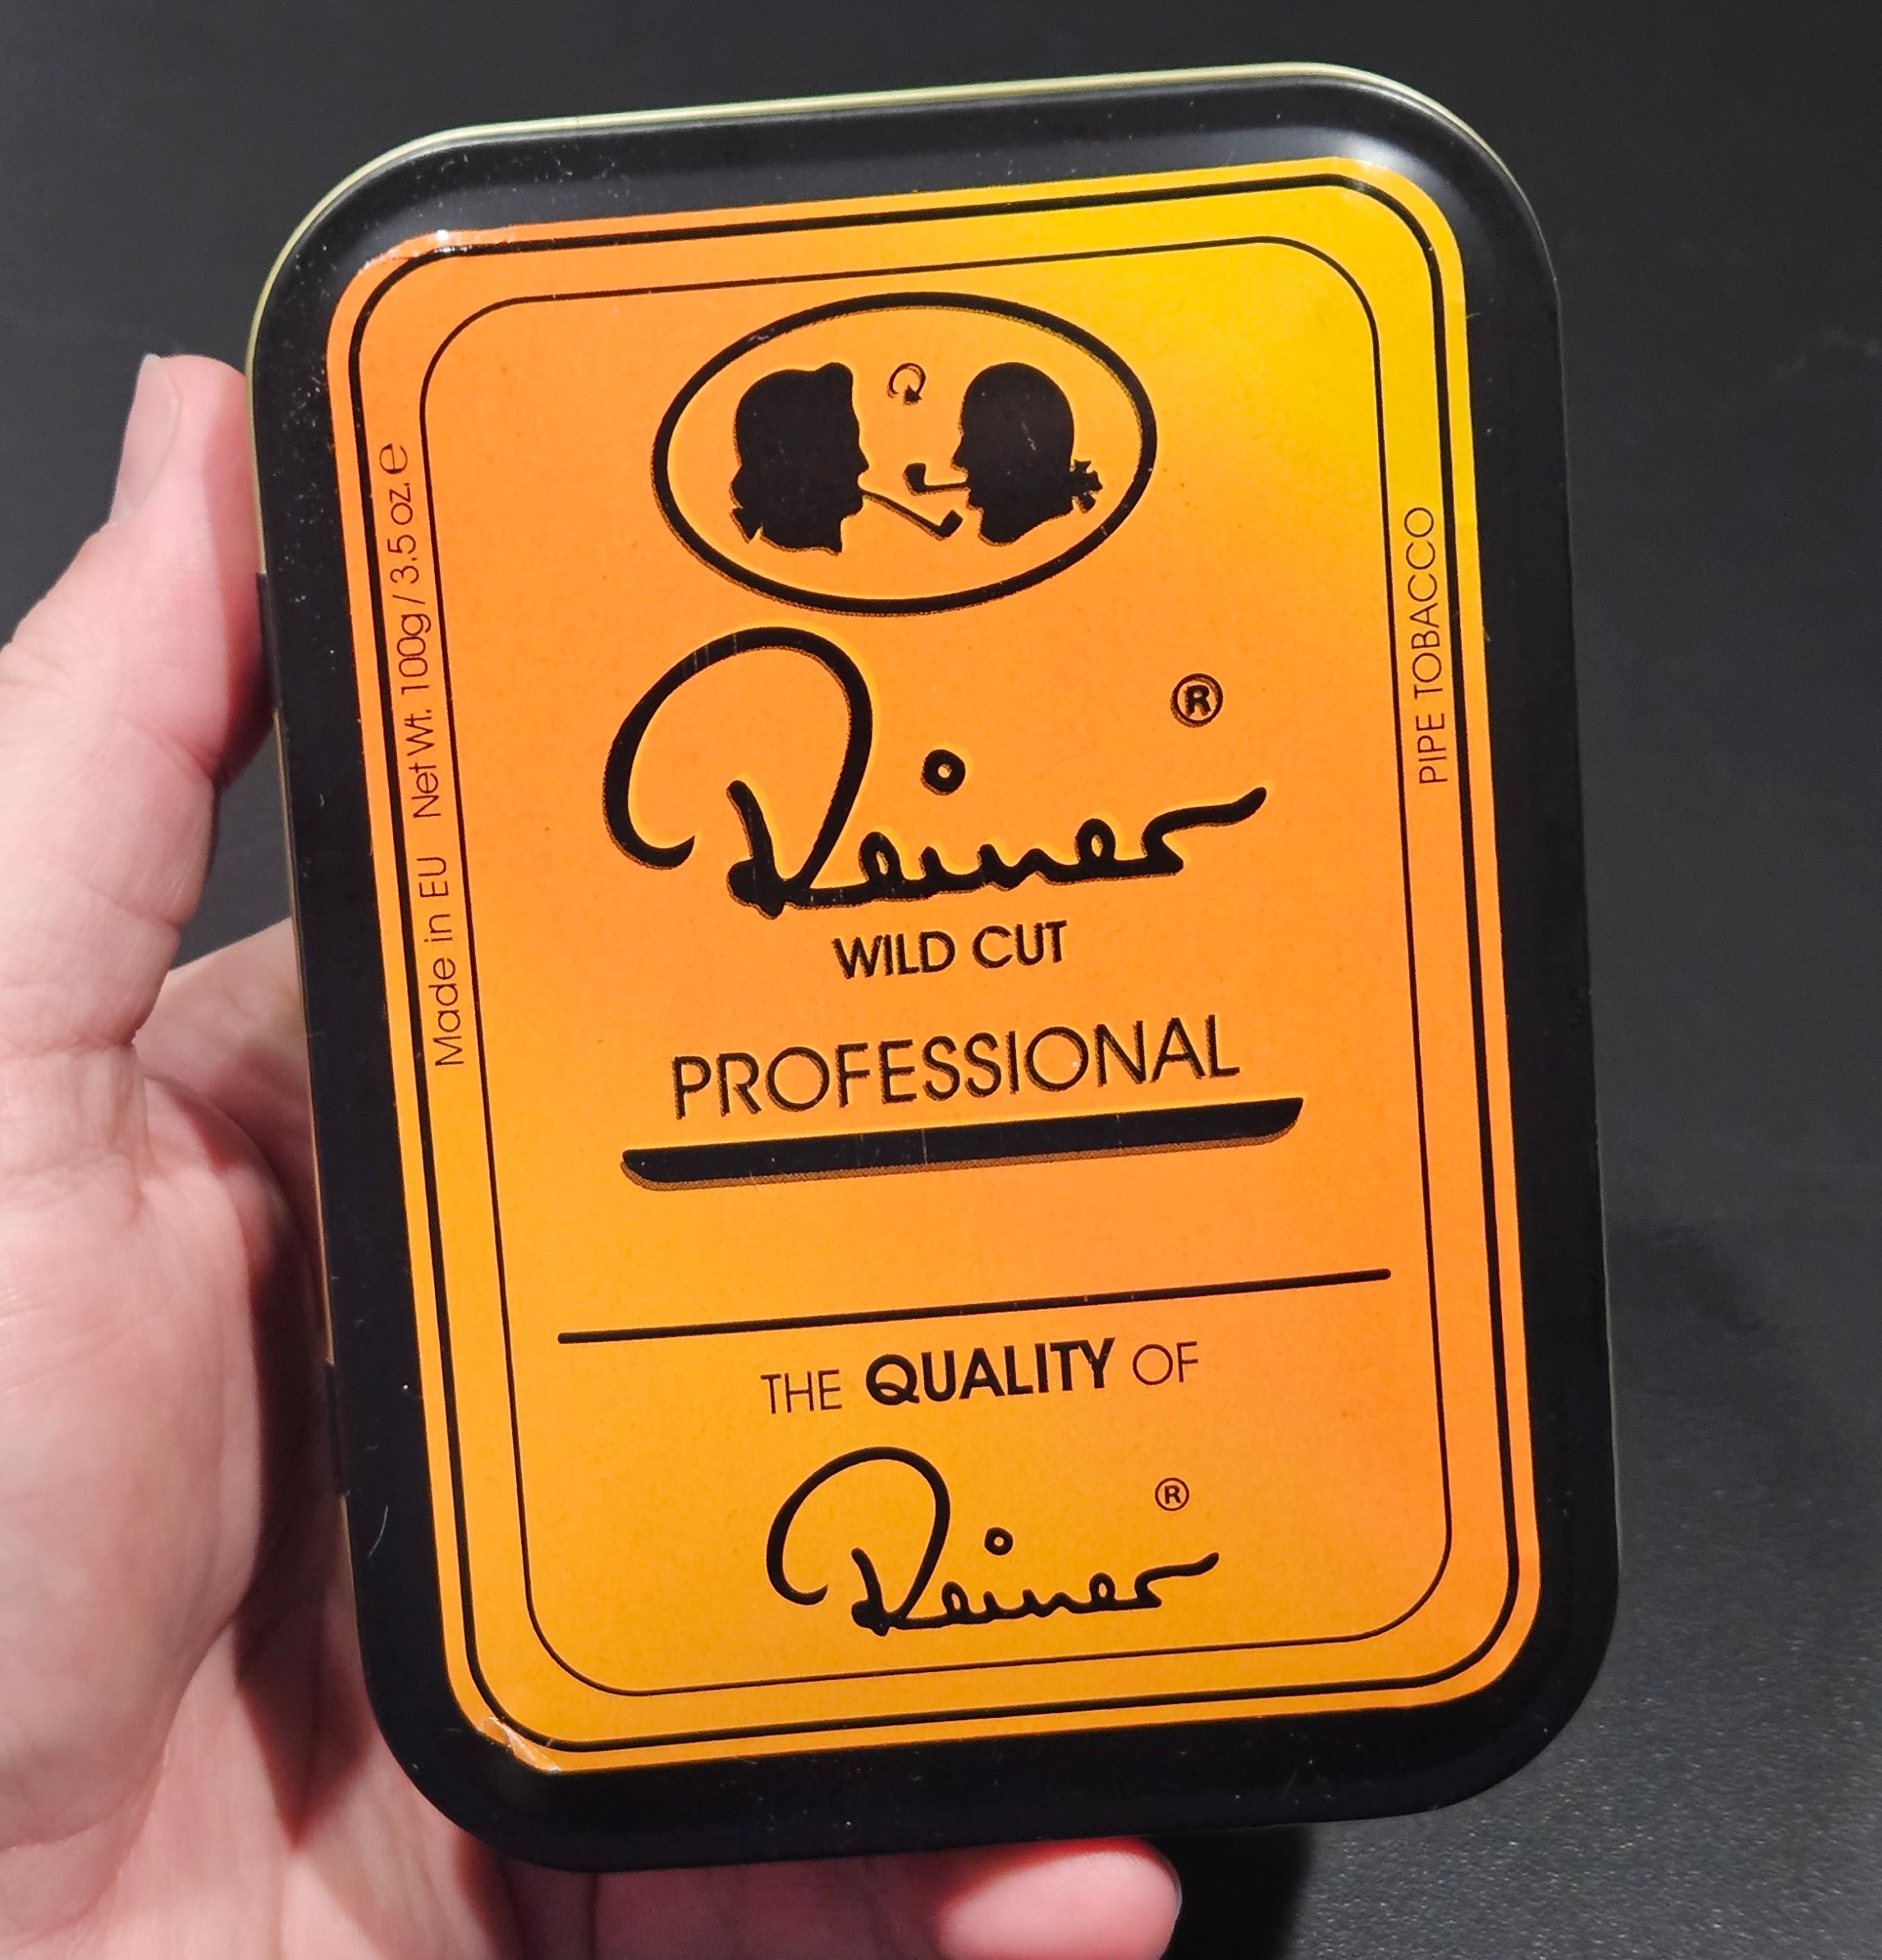 Reiner®
WILD CUT
PROFESSIONAL
THE QUALITY OF
Reiner®
Made in EU Net Wt. 100g / 3.5 oz. ℮
PIPE TOBACCO